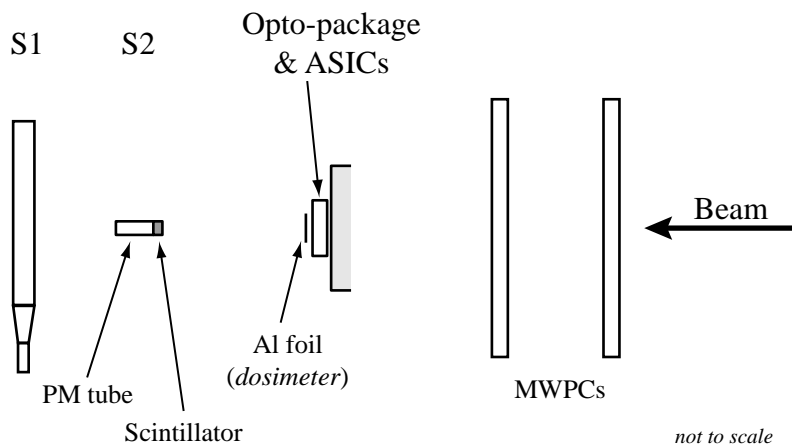 S1
S2
Opto-package
& ASICs
Beam
Al foil
(dosimeter)
PM tube
Scintillator
MWPCs
not to scale